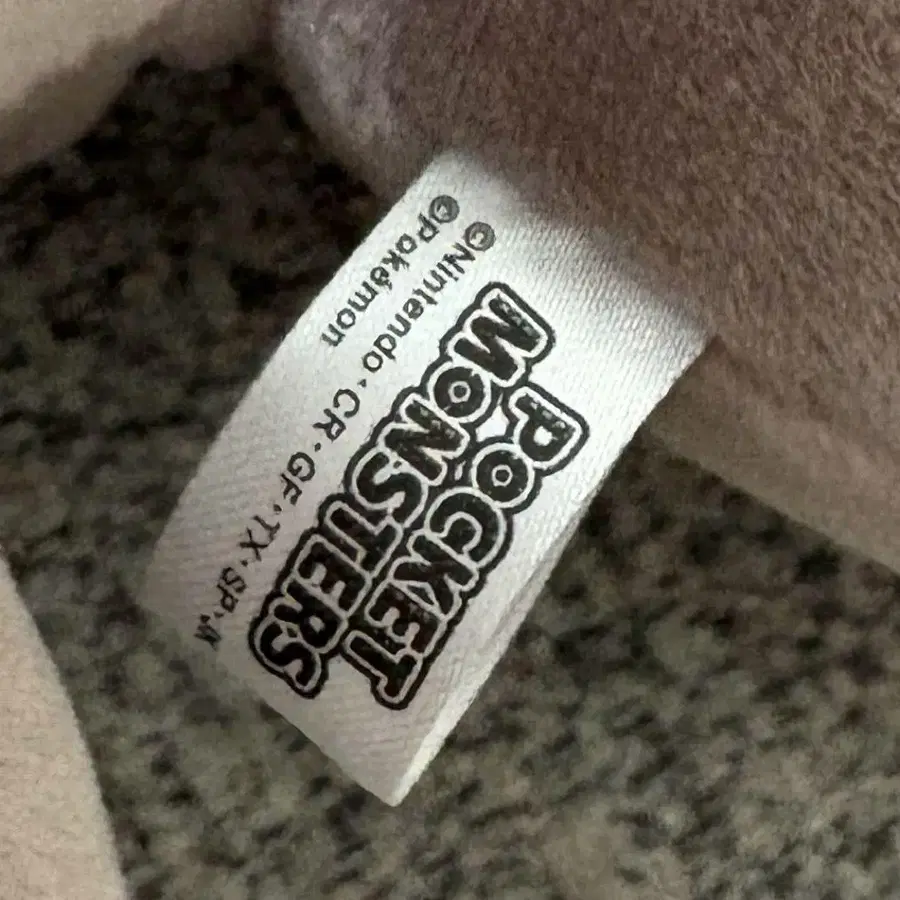 POCKET
MONSTERS
©Nintendo・CR・GF・TX・SP・JK
©Pokémon